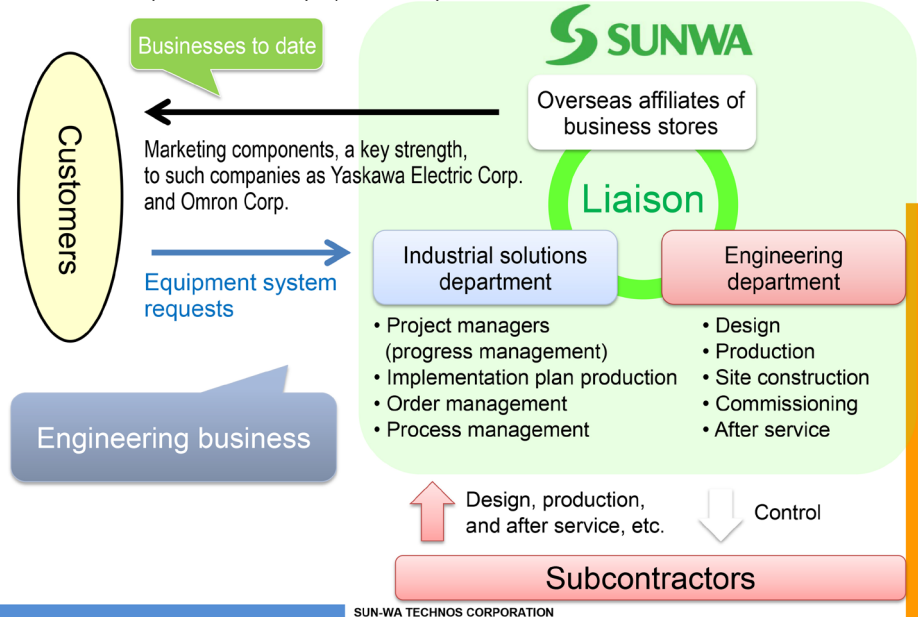 Businesses to date
SUNWA
Overseas affiliates of
business stores
Customers
Marketing components, a key strength,
to such companies as Yaskawa Electric Corp.
and Omron Corp.
Liaison
Equipment system
requests
Industrial solutions
department
Engineering
department
• Project managers
(progress management)
• Implementation plan production
• Order management
• Process management
• Design
• Production
• Site construction
• Commissioning
• After service
Engineering business
Design, production,
and after service, etc.
Control
Subcontractors
SUN-WA TECHNOS CORPORATION